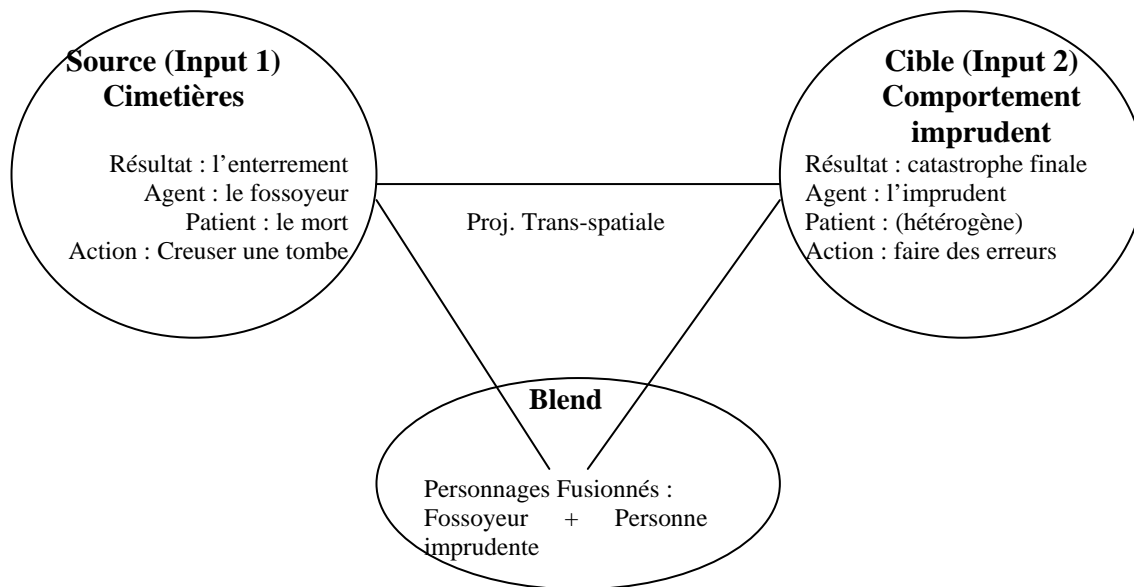 Source (Input 1)
Cimetières
Résultat : l’enterrement
Agent : le fossoyeur
Patient : le mort
Action : Creuser une tombe
Cible (Input 2)
Comportement
imprudent
Résultat : catastrophe finale
Agent : l’imprudent
Patient : (hétérogène)
Action : faire des erreurs
Proj. Trans-spatiale
Blend
Personnages Fusionnés :
Fossoyeur + Personne
imprudente